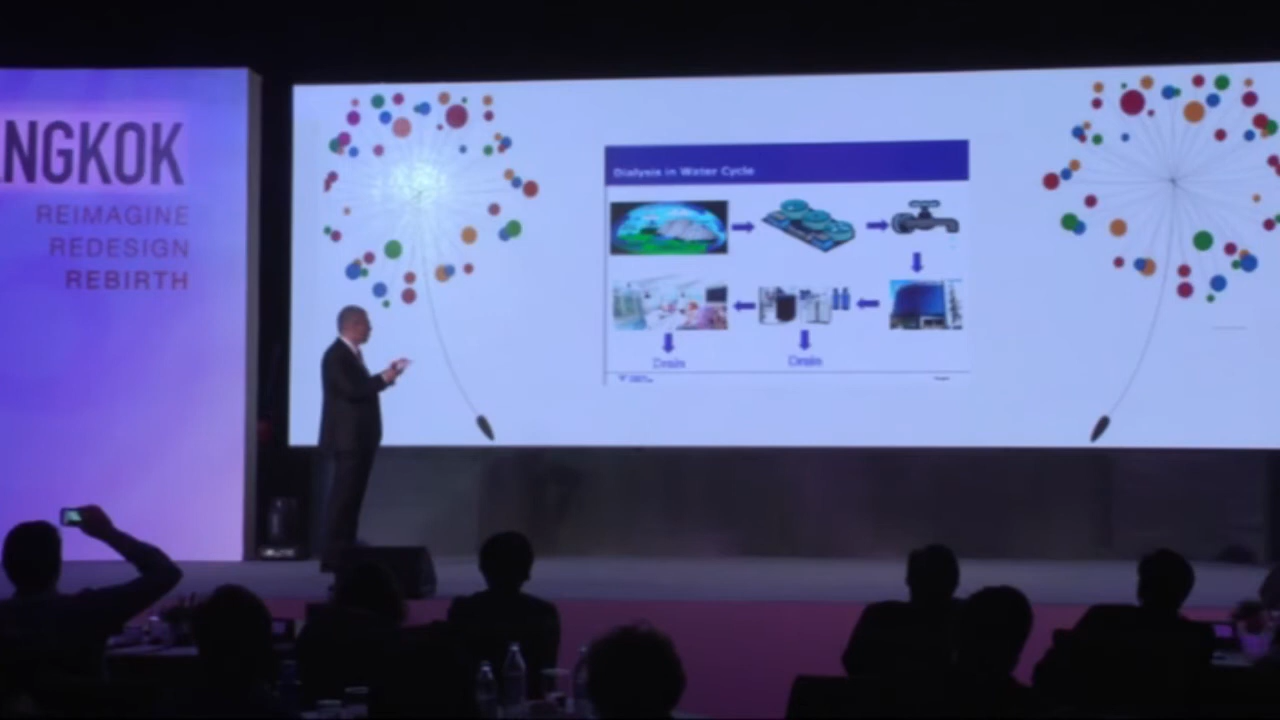 NGKOK
REIMAGINE
REDESIGN
REBIRTH
Dialysis in Water Cycle
Drain
Drain